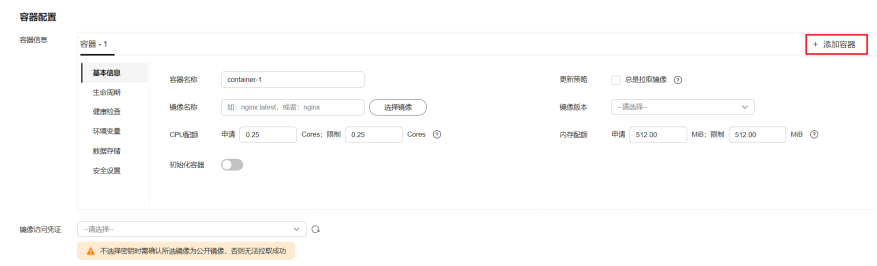 容器配置
容器信息
容器 - 1
+ 添加容器
基本信息
生命周期
健康检查
环境变量
数据存储
安全设置
容器名称 container-1
更新策略 总是拉取镜像
镜像名称 如：nginx:latest，或者：nginx 选择镜像
镜像版本 --请选择--
CPU配额 申请 0.25 Cores；限制 0.25 Cores
内存配额 申请 512.00 MiB；限制 512.00 MiB
初始化容器
镜像访问凭证 --请选择--
不选择密钥时需确认所选镜像为公开镜像，否则无法拉取成功